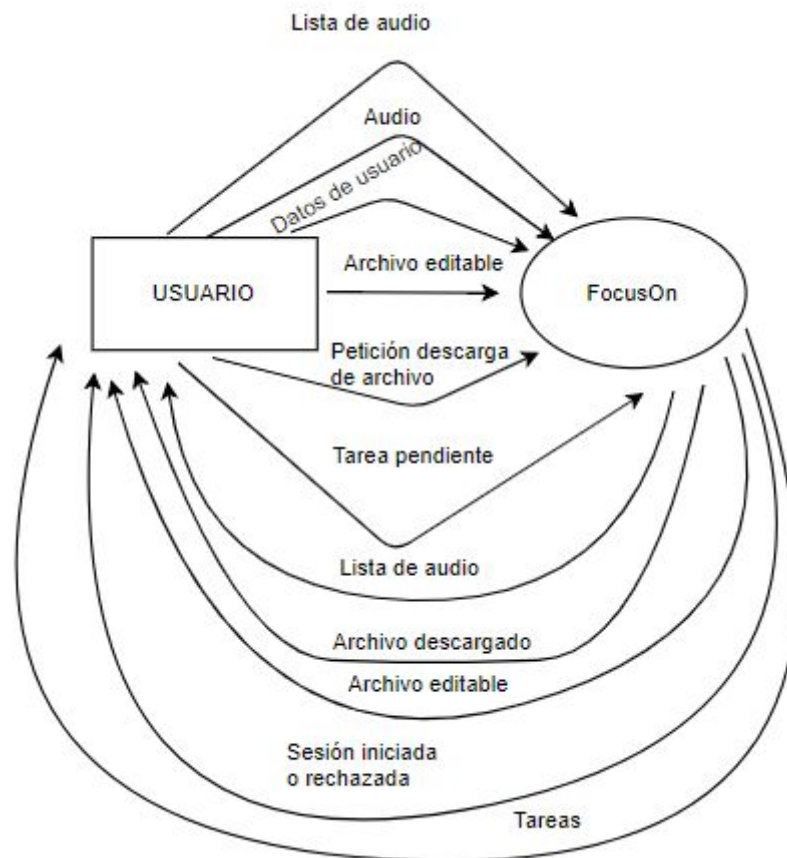 Lista de audio
Audio
Datos de usuario
Archivo editable
USUARIO
FocusOn
Petición descarga
de archivo
Tarea pendiente
Lista de audio
Archivo descargado
Archivo editable
Sesión iniciada
o rechazada
Tareas